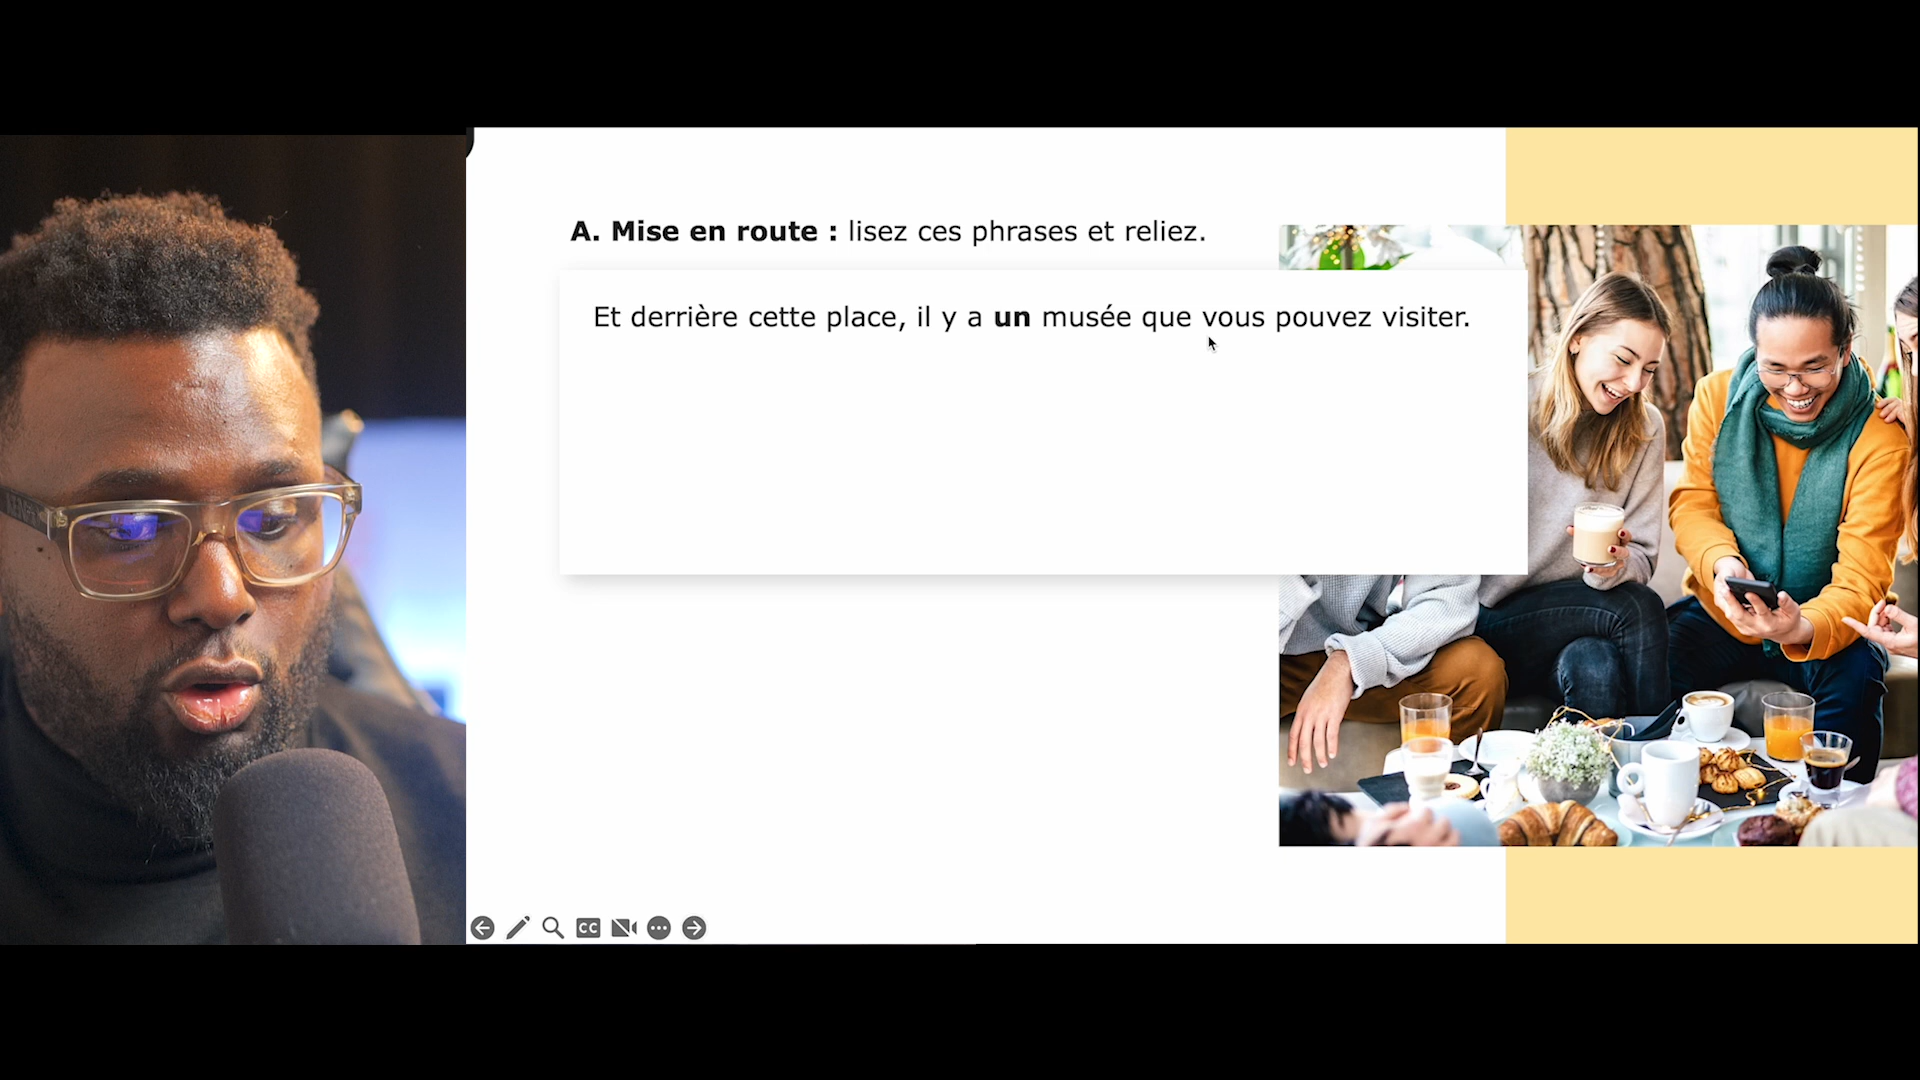 A. Mise en route : lisez ces phrases et reliez.
Et derrière cette place, il y a un musée que vous pouvez visiter.
CC